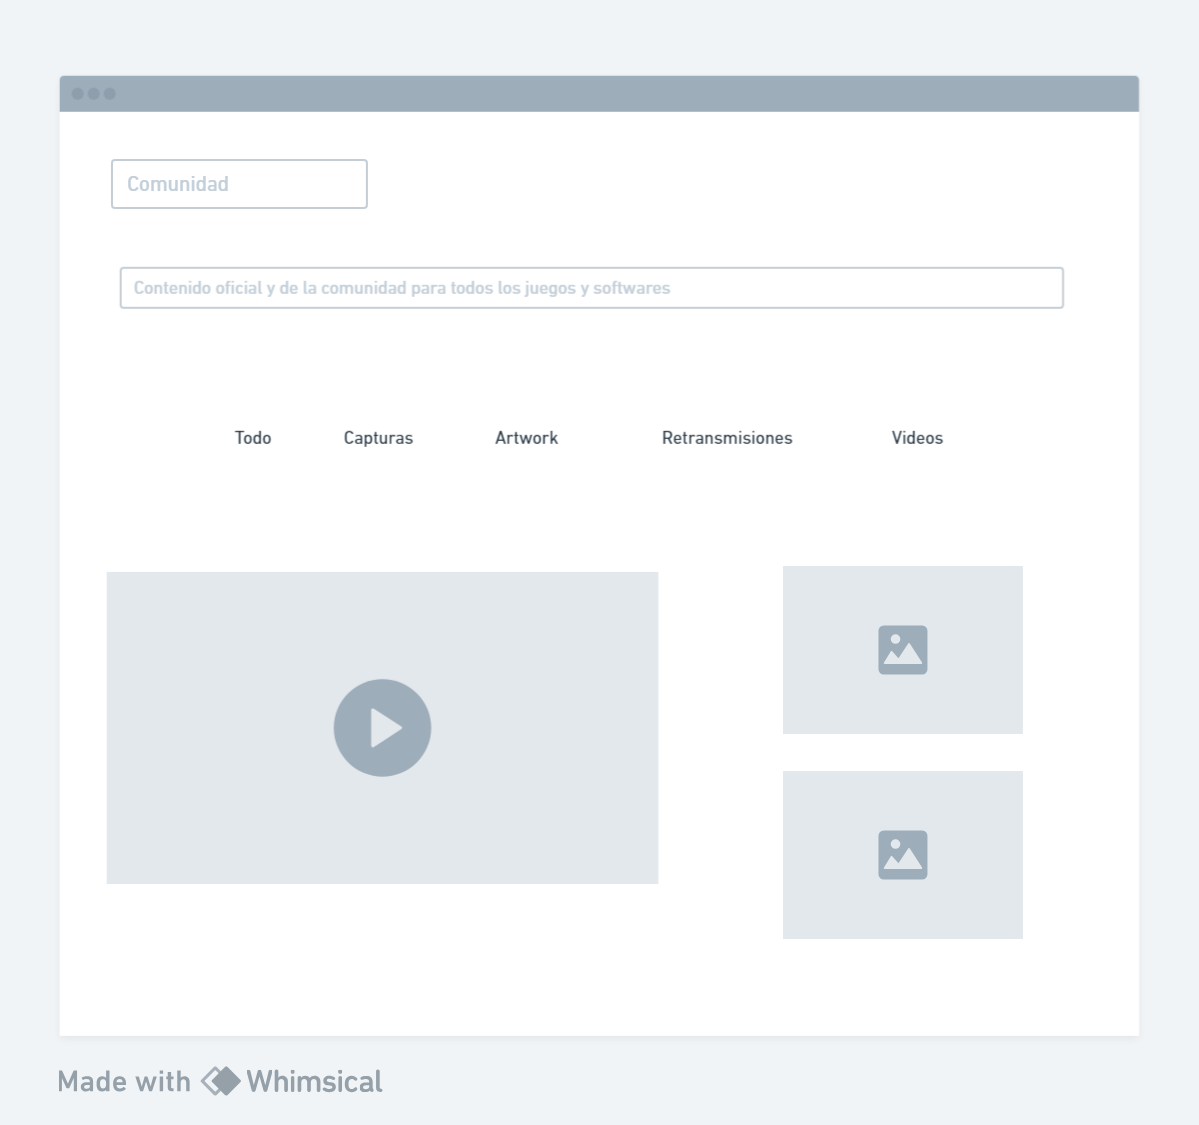 Comunidad
Contenido oficial y de la comunidad para todos los juegos y softwares
Todo Capturas Artwork Retransmisiones Videos
Made with Whimsical